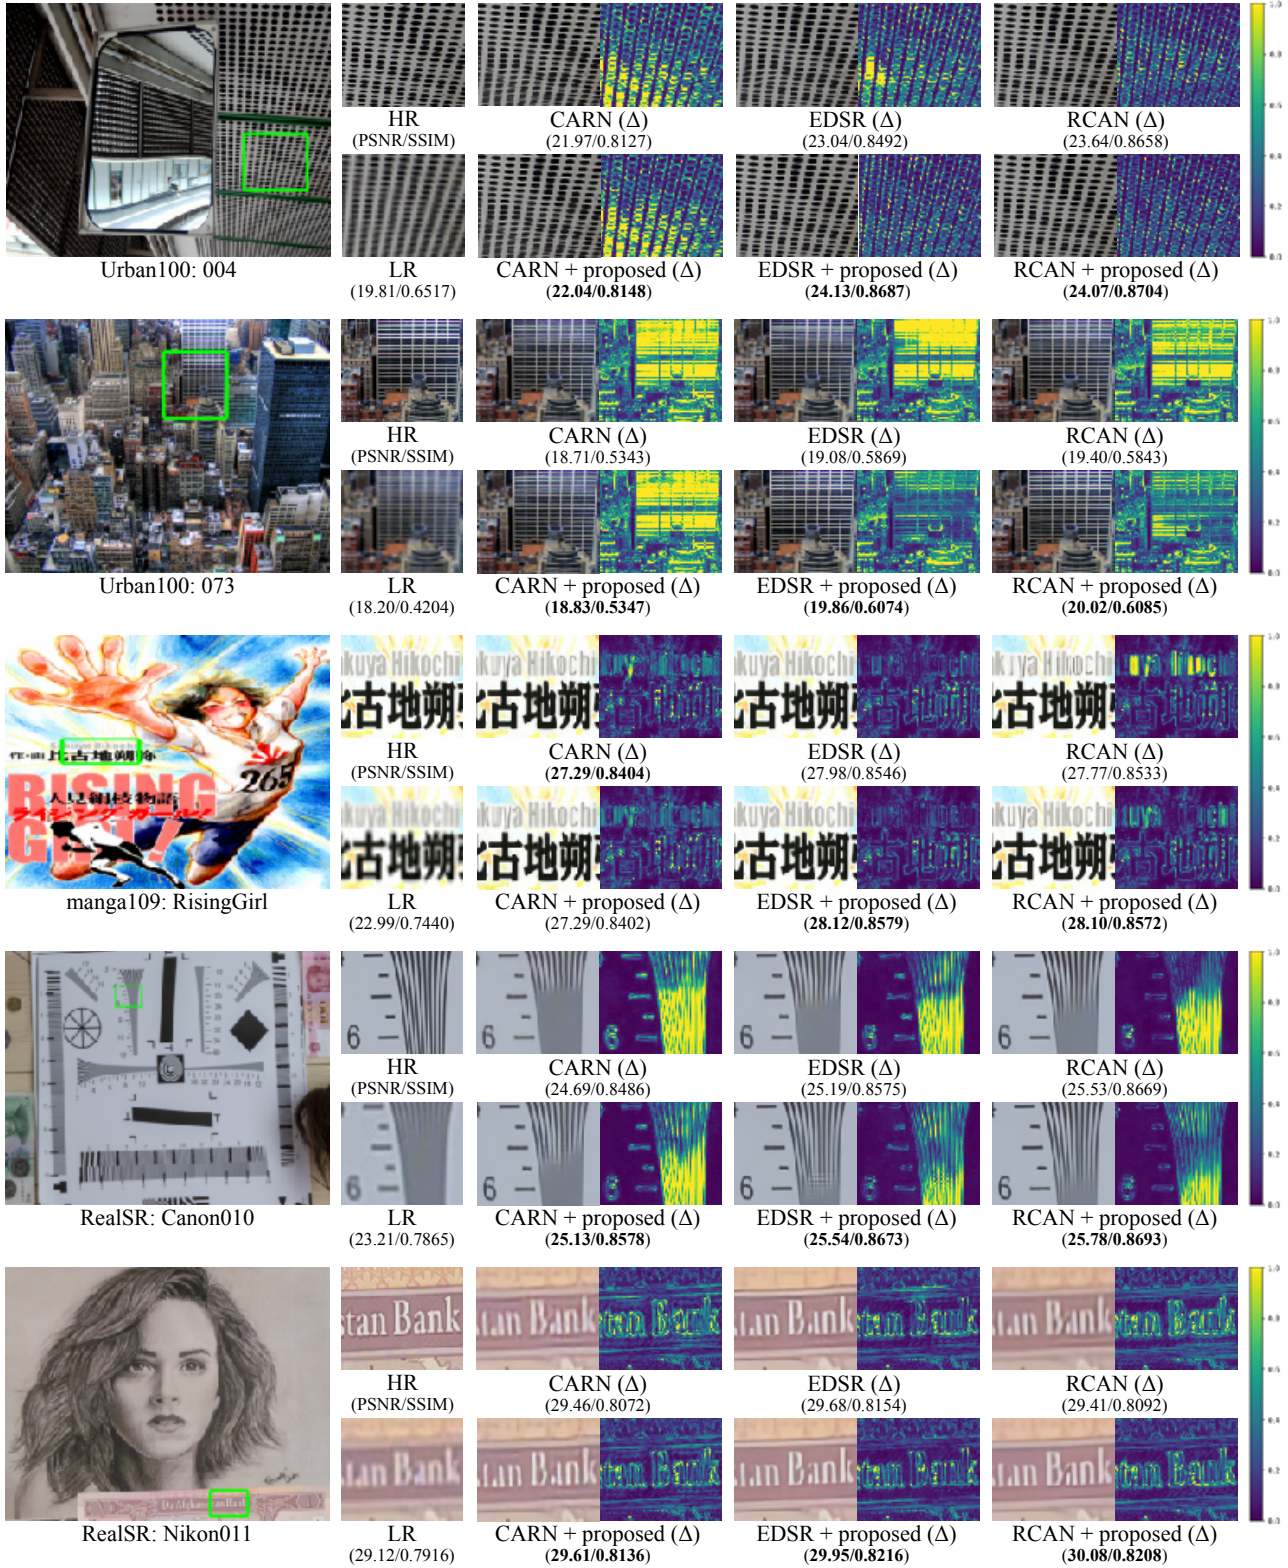 HR
(PSNR/SSIM)
CARN (Δ)
(21.97/0.8127)
EDSR (Δ)
(23.04/0.8492)
RCAN (Δ)
(23.64/0.8658)
Urban100: 004
LR
(19.81/0.6517)
CARN + proposed (Δ)
(22.04/0.8148)
EDSR + proposed (Δ)
(24.13/0.8687)
RCAN + proposed (Δ)
(24.07/0.8704)
HR
(PSNR/SSIM)
CARN (Δ)
(18.71/0.5343)
EDSR (Δ)
(19.08/0.5869)
RCAN (Δ)
(19.40/0.5843)
Urban100: 073
LR
(18.20/0.4204)
CARN + proposed (Δ)
(18.83/0.5347)
EDSR + proposed (Δ)
(19.86/0.6074)
RCAN + proposed (Δ)
(20.02/0.6085)
kuya Hikochi
古地朔
265
RISING
GIRL!
HR
(PSNR/SSIM)
CARN (Δ)
(27.29/0.8404)
EDSR (Δ)
(27.98/0.8546)
RCAN (Δ)
(27.77/0.8533)
manga109: RisingGirl
LR
(22.99/0.7440)
CARN + proposed (Δ)
(27.29/0.8402)
EDSR + proposed (Δ)
(28.12/0.8579)
RCAN + proposed (Δ)
(28.10/0.8572)
6
HR
(PSNR/SSIM)
CARN (Δ)
(24.69/0.8486)
EDSR (Δ)
(25.19/0.8575)
RCAN (Δ)
(25.53/0.8669)
RealSR: Canon010
LR
(23.21/0.7865)
CARN + proposed (Δ)
(25.13/0.8578)
EDSR + proposed (Δ)
(25.54/0.8673)
RCAN + proposed (Δ)
(25.78/0.8693)
stan Bank
HR
(PSNR/SSIM)
CARN (Δ)
(29.46/0.8072)
EDSR (Δ)
(29.68/0.8154)
RCAN (Δ)
(29.41/0.8092)
RealSR: Nikon011
LR
(29.12/0.7916)
CARN + proposed (Δ)
(29.61/0.8136)
EDSR + proposed (Δ)
(29.95/0.8216)
RCAN + proposed (Δ)
(30.08/0.8208)